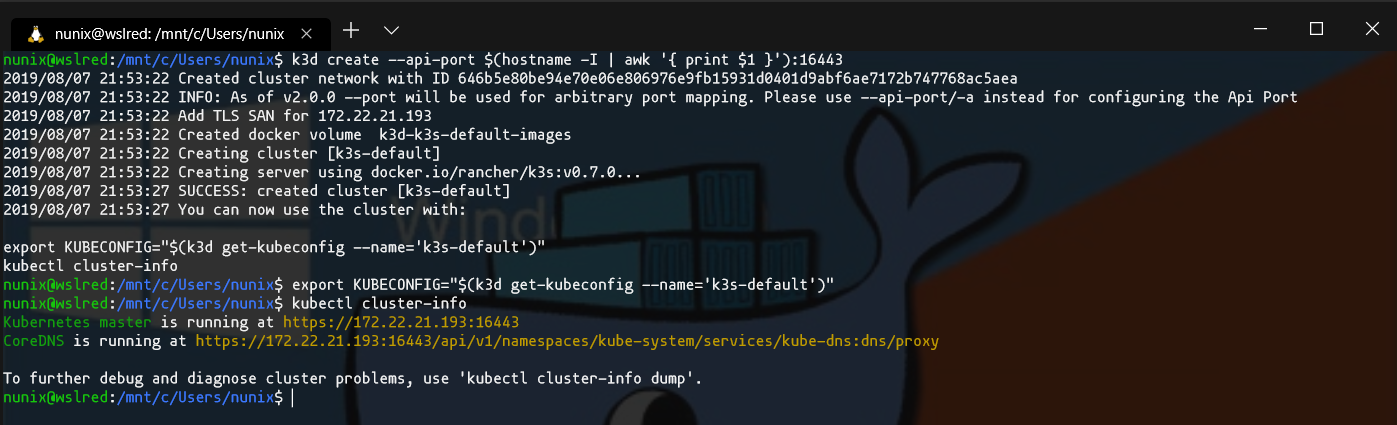 nunix@wslred: /mnt/c/Users/nunix
nunix@wslred:/mnt/c/Users/nunix$ k3d create --api-port $(hostname -I | awk '{ print $1 }'):16443
2019/08/07 21:53:22 Created cluster network with ID 646b5e80be94e70e06e806976e9fb15931d0401d9abf6ae7172b747768ac5aea
2019/08/07 21:53:22 INFO: As of v2.0.0 --port will be used for arbitrary port mapping. Please use --api-port/-a instead for configuring the Api Port
2019/08/07 21:53:22 Add TLS SAN for 172.22.21.193
2019/08/07 21:53:22 Created docker volume  k3d-k3s-default-images
2019/08/07 21:53:22 Creating cluster [k3s-default]
2019/08/07 21:53:22 Creating server using docker.io/rancher/k3s:v0.7.0...
2019/08/07 21:53:27 SUCCESS: created cluster [k3s-default]
2019/08/07 21:53:27 You can now use the cluster with:
export KUBECONFIG="$(k3d get-kubeconfig --name='k3s-default')"
kubectl cluster-info
nunix@wslred:/mnt/c/Users/nunix$ export KUBECONFIG="$(k3d get-kubeconfig --name='k3s-default')"
nunix@wslred:/mnt/c/Users/nunix$ kubectl cluster-info
Kubernetes master is running at https://172.22.21.193:16443
CoreDNS is running at https://172.22.21.193:16443/api/v1/namespaces/kube-system/services/kube-dns:dns/proxy
To further debug and diagnose cluster problems, use 'kubectl cluster-info dump'.
nunix@wslred:/mnt/c/Users/nunix$